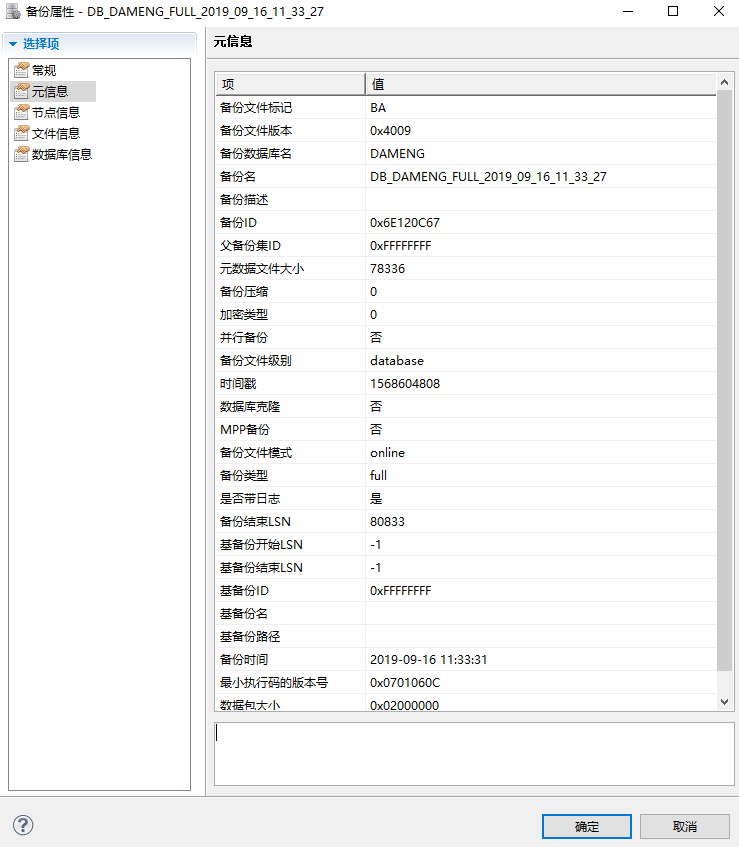 备份属性 - DB_DAMENG_FULL_2019_09_16_11_33_27
选择项
常规
元信息
节点信息
文件信息
数据库信息
元信息
项 值
备份文件标记 BA
备份文件版本 0x4009
备份数据库名 DAMENG
备份名 DB_DAMENG_FULL_2019_09_16_11_33_27
备份描述
备份ID 0x6E120C67
父备份集ID 0xFFFFFFFF
元数据文件大小 78336
备份压缩 0
加密类型 0
并行备份 否
备份文件级别 database
时间戳 1568604808
数据库克隆 否
MPP备份 否
备份文件模式 online
备份类型 full
是否带日志 是
备份结束LSN 80833
基备份开始LSN -1
基备份结束LSN -1
基备份ID 0xFFFFFFFF
基备份名
基备份路径
备份时间 2019-09-16 11:33:31
最小执行码的版本号 0x0701060C
数据包大小 0x02000000
?
确定 取消